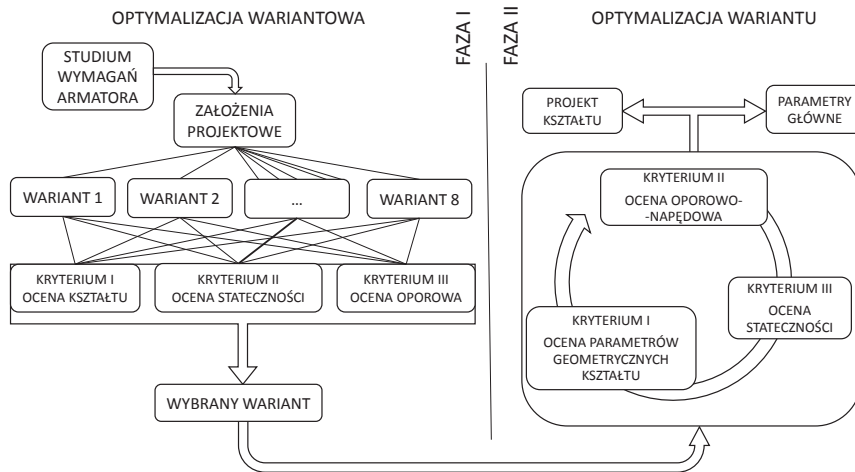 OPTYMALIZACJA WARIANTOWA
STUDIUM
WYMAGAŃ
ARMATORA
ZAŁOŻENIA
PROJEKTOWE
WARIANT 1
WARIANT 2
...
WARIANT 8
KRYTERIUM I
OCENA KSZTAŁTU
KRYTERIUM II
OCENA STATECZNOŚCI
KRYTERIUM III
OCENA OPOROWA
WYBRANY WARIANT
FAZA I
FAZA II
OPTYMALIZACJA WARIANTU
PROJEKT
KSZTAŁTU
PARAMETRY
GŁÓWNE
KRYTERIUM II
OCENA OPOROWO-
-NAPĘDOWA
KRYTERIUM III
OCENA
STATECZNOŚCI
KRYTERIUM I
OCENA PARAMETRÓW
GEOMETRYCZNYCH
KSZTAŁTU